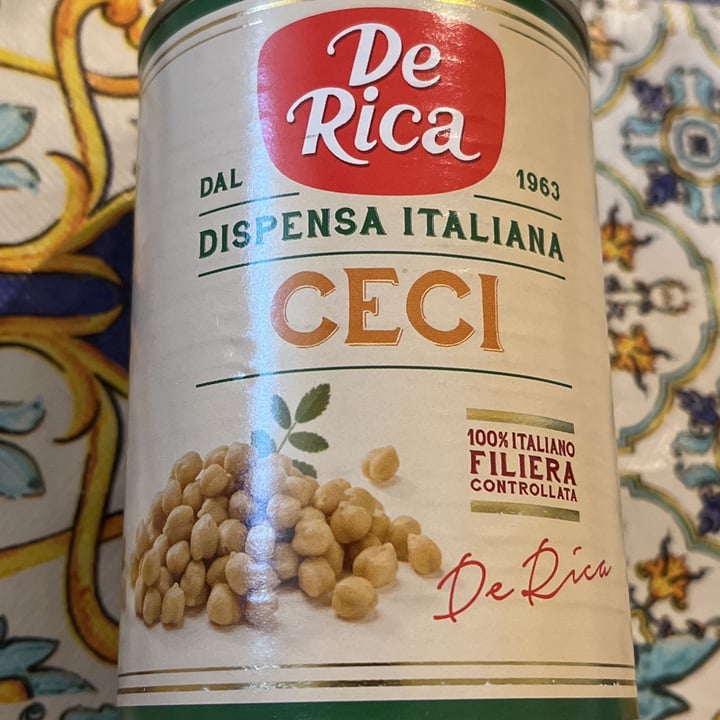 De
Rica
DAL 1963
DISPENSA ITALIANA
CECI
100% ITALIANO
FILIERA
CONTROLLATA
De Rica